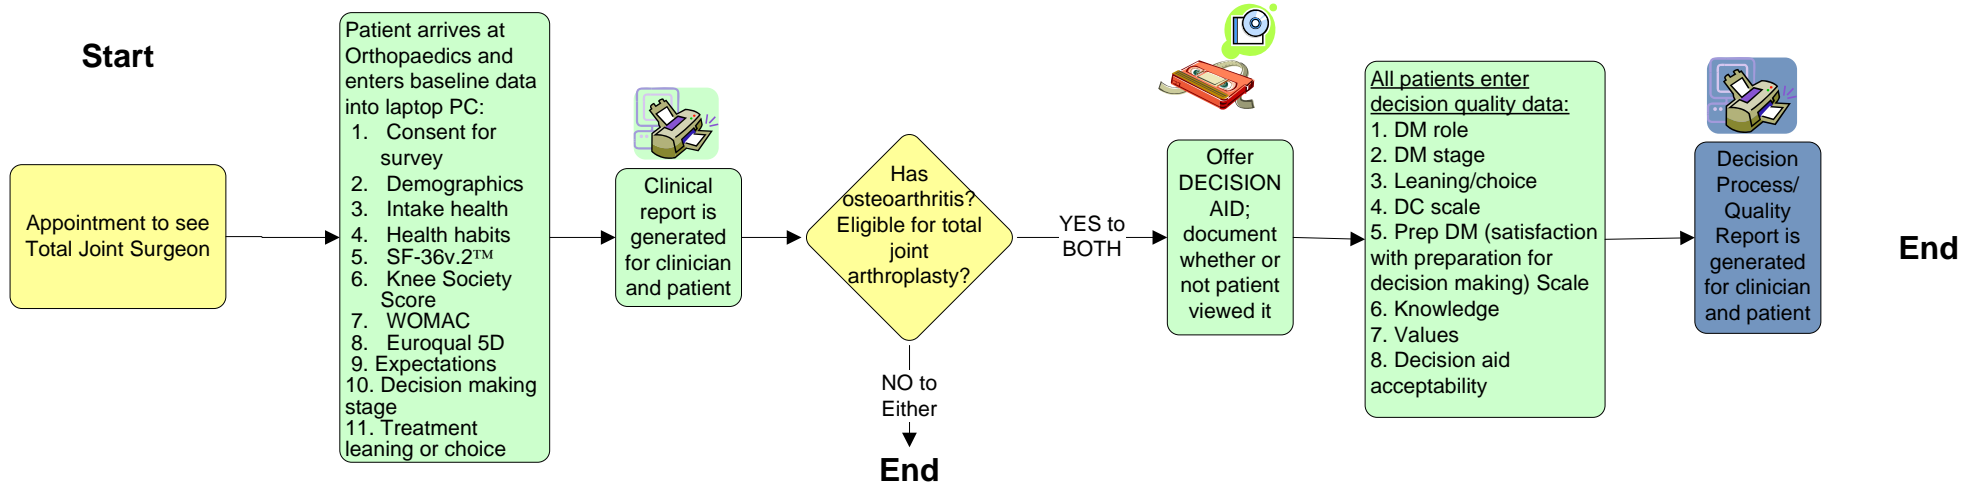 Start
Appointment to see
Total Joint Surgeon
Patient arrives at
Orthopaedics and
enters baseline data
into laptop PC:
1. Consent for
survey
2. Demographics
3. Intake health
4. Health habits
5. SF-36v.2™
6. Knee Society
Score
7. WOMAC
8. Euroqual 5D
9. Expectations
10. Decision making
stage
11. Treatment
leaning or choice
Clinical
report is
generated
for clinician
and patient
Has
osteoarthritis?
Eligible for total
joint
arthroplasty?
NO to
Either
End
YES to
BOTH
Offer
DECISION
AID;
document
whether or
not patient
viewed it
All patients enter
decision quality data:
1. DM role
2. DM stage
3. Leaning/choice
4. DC scale
5. Prep DM (satisfaction
with preparation for
decision making) Scale
6. Knowledge
7. Values
8. Decision aid
acceptability
Decision
Process/
Quality
Report is
generated
for clinician
and patient
End